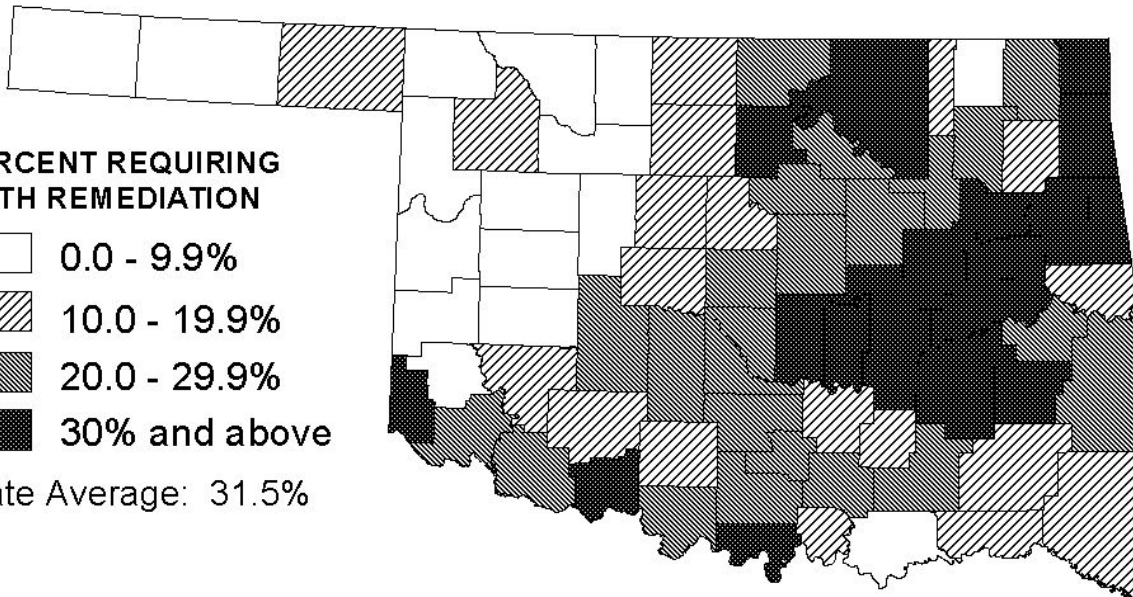 RCENT REQUIRING
TH REMEDIATION
0.0 - 9.9%
10.0 - 19.9%
20.0 - 29.9%
30% and above
ate Average: 31.5%